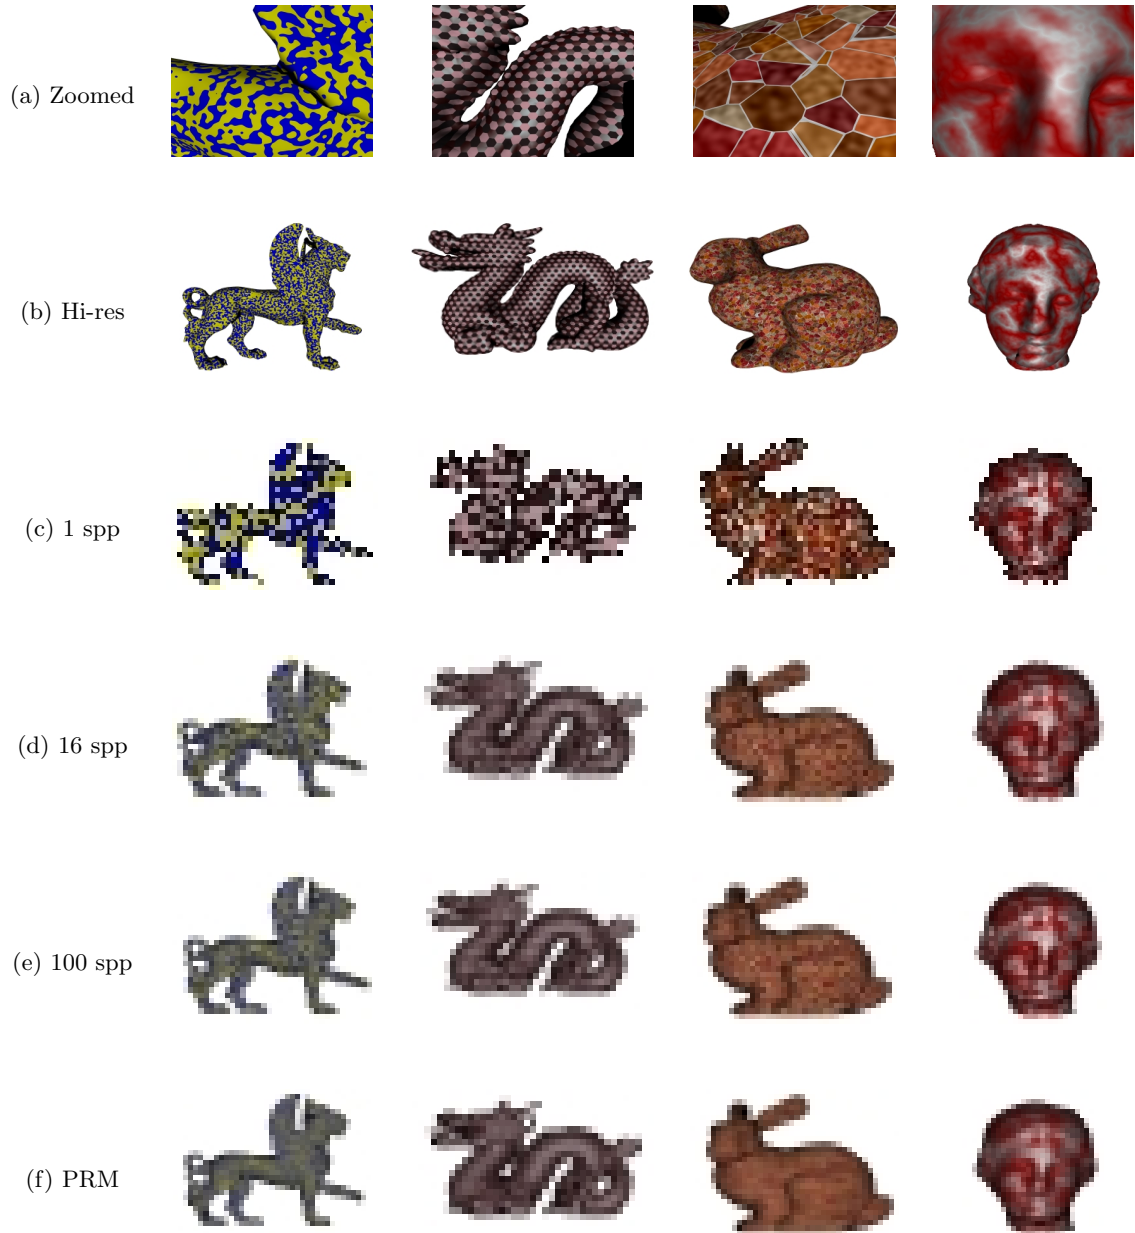 (a) Zoomed
(b) Hi-res
(c) 1 spp
(d) 16 spp
(e) 100 spp
(f) PRM